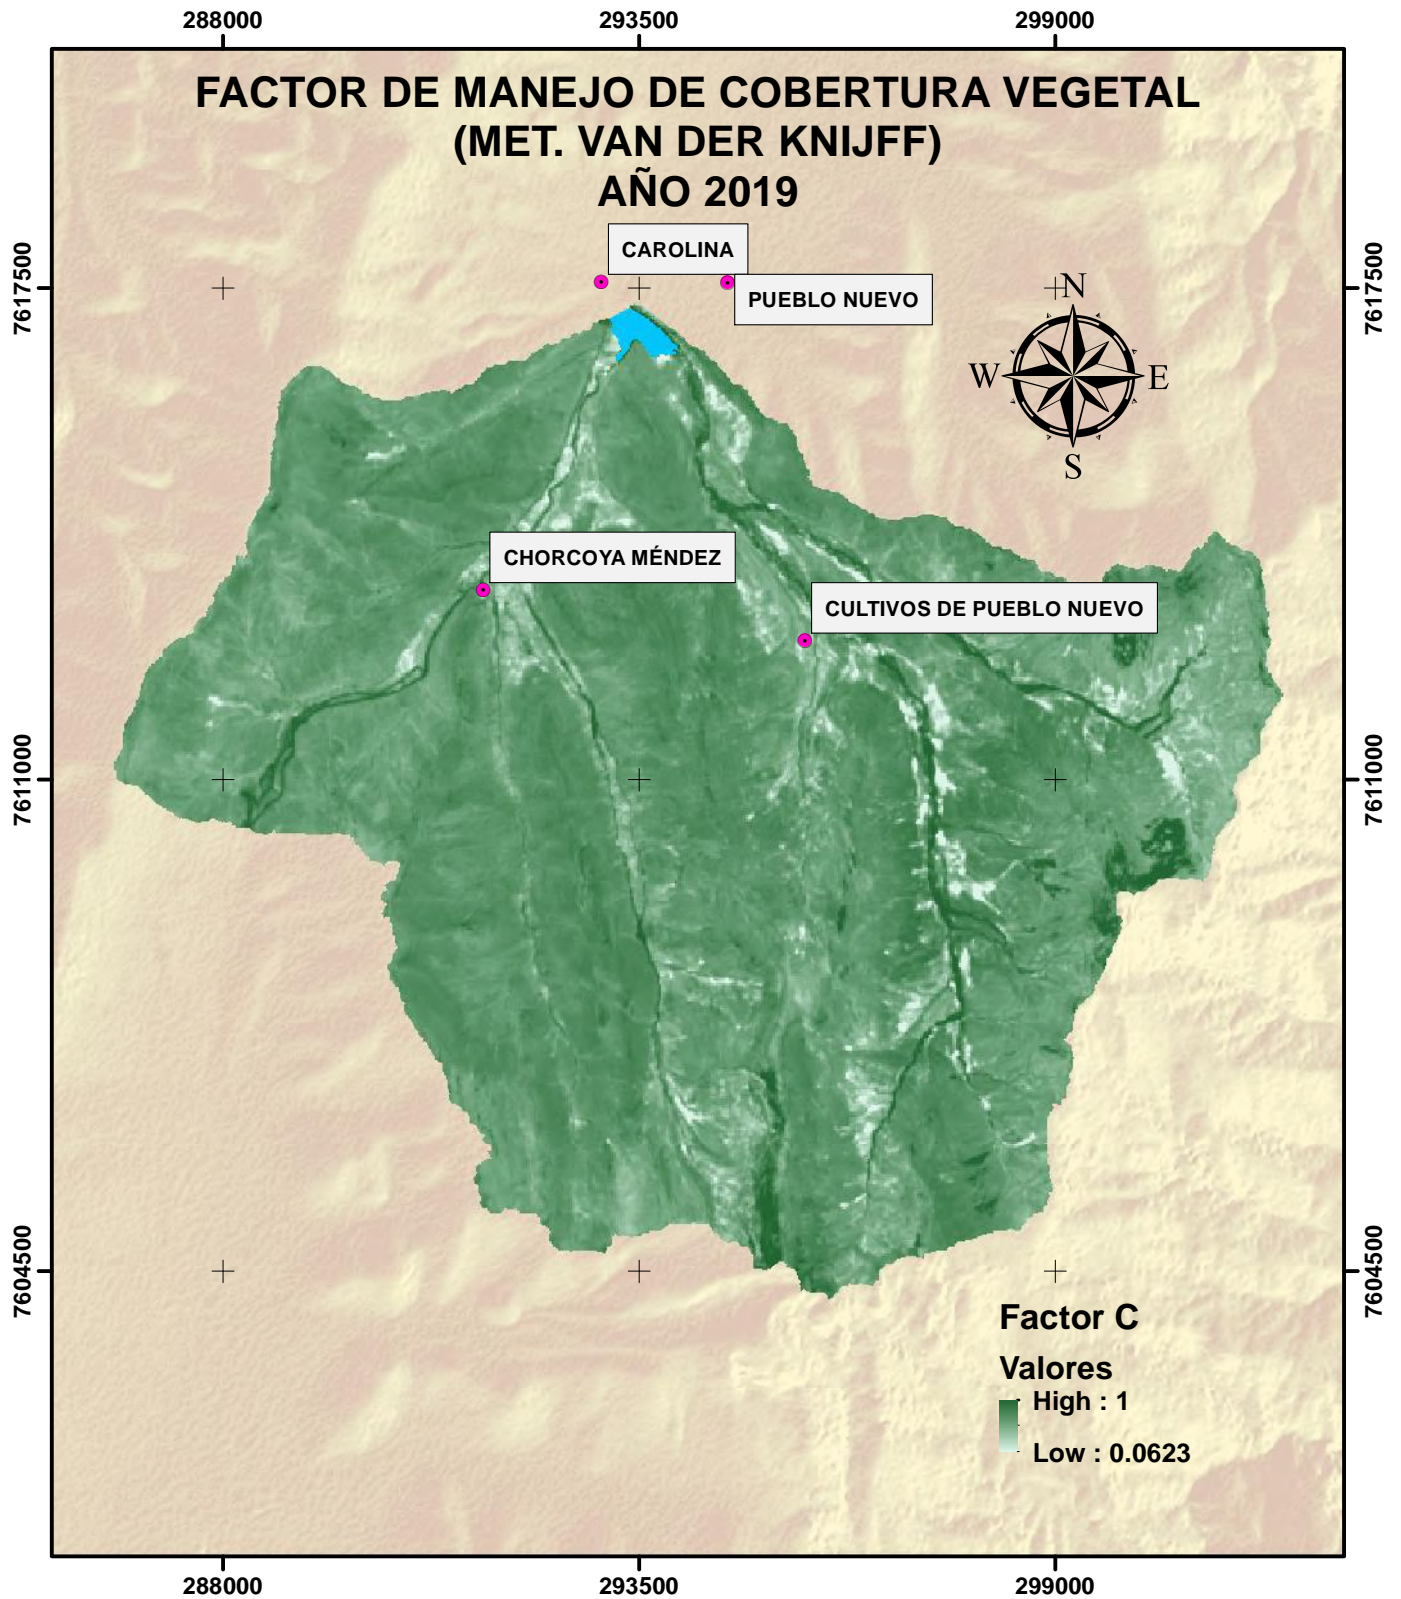 288000 293500 299000
FACTOR DE MANEJO DE COBERTURA VEGETAL
(MET. VAN DER KNIJFF)
AÑO 2019
CAROLINA
7617500 7617500
PUEBLO NUEVO
N
W E
S
CHORCOYA MÉNDEZ
CULTIVOS DE PUEBLO NUEVO
7611000 7611000
7604500 7604500
Factor C
Valores
High : 1
Low : 0.0623
288000 293500 299000